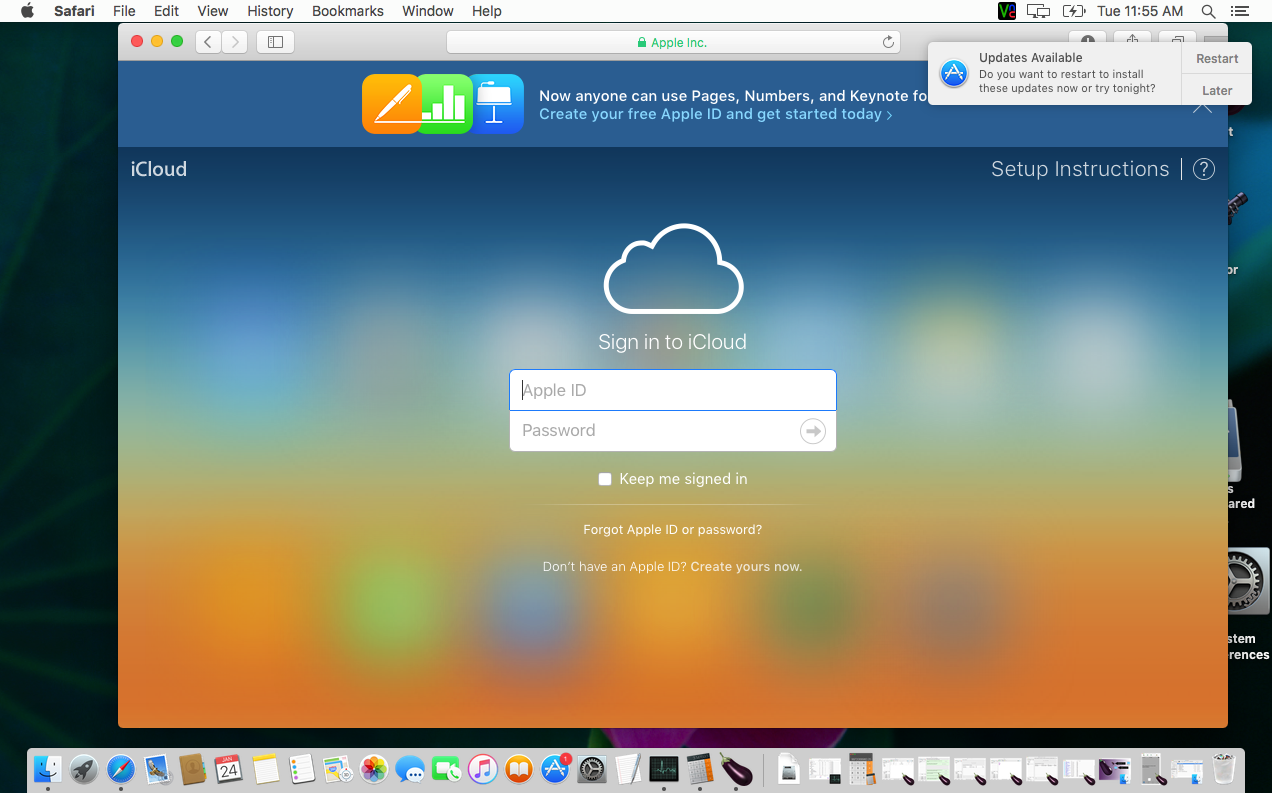 Safari File Edit View History Bookmarks Window Help Tue 11:55 AM
Apple Inc.
Updates Available
Do you want to restart to install
these updates now or try tonight?
Restart
Later
Now anyone can use Pages, Numbers, and Keynote fo
Create your free Apple ID and get started today ›
iCloud
Setup Instructions
Sign in to iCloud
Apple ID
Password
Keep me signed in
Forgot Apple ID or password?
Don't have an Apple ID? Create yours now.
t
or
s
ared
stem
rences
JAN
24
1